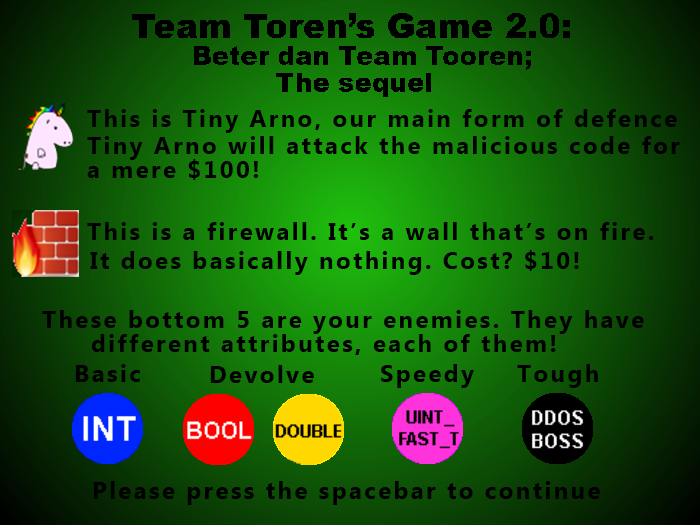 Team Toren's Game 2.0:
Beter dan Team Tooren;
The sequel
This is Tiny Arno, our main form of defence
Tiny Arno will attack the malicious code for
a mere $100!
This is a firewall. It's a wall that's on fire.
It does basically nothing. Cost? $10!
These bottom 5 are your enemies. They have
different attributes, each of them!
Basic Devolve Speedy Tough
INT BOOL DOUBLE UINT_ FAST_T DDOS BOSS
Please press the spacebar to continue